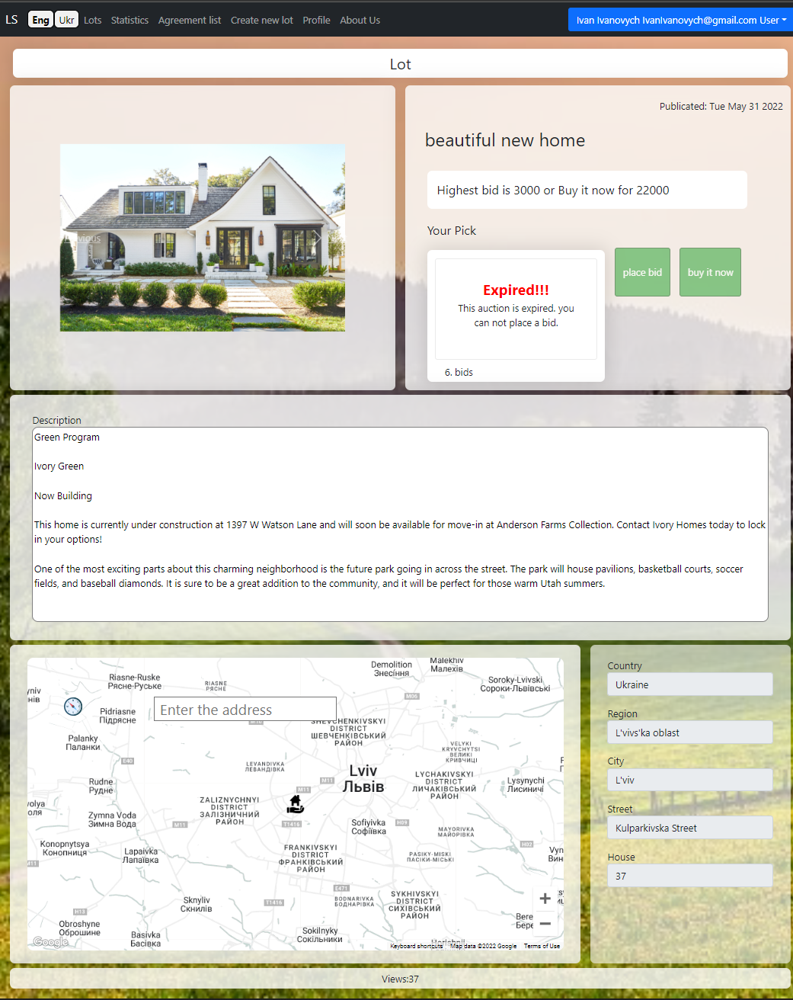 LS Eng Ukr Lots Statistics Agreement list Create new lot Profile About Us Ivan Ivanovych IvanIvanovych@gmail.com User
Lot
Publicated: Tue May 31 2022
beautiful new home
Highest bid is 3000 or Buy it now for 22000
Your Pick
Expired!!!
This auction is expired. you
can not place a bid.
6. bids
place bid
buy it now
Description
Green Program
Ivory Green
Now Building
This home is currently under construction at 1397 W Watson Lane and will soon be available for move-in at Anderson Farms Collection. Contact Ivory Homes today to lock
in your options!
One of the most exciting parts about this charming neighborhood is the future park going in across the street. The park will house pavilions, basketball courts, soccer
fields, and baseball diamonds. It is sure to be a great addition to the community, and it will be perfect for those warm Utah summers.
Demolition
Знесіння
Malekhiv
Малехів
Riasne-Ruske
Рясне-Руське
RIASNE
РЯСНЕ
Soroky-Lvivski
Сороки-Львівські
M06
Enter the address
Pidriasne
Підрясне
M10
SHEVCHENKIVSKYI
DISTRICT
ШЕВЧЕНКІВСЬКИЙ
РАЙОН
Palanky
Паланки
VELYKI
KRYVCHYTSI
ВЕЛИКІ
КРИВЧИЦІ
E40
LEVANDIVKA
ЛЕВАНДІВКА
Lviv
Львів
LYCHAKIVSKYI
DISTRICT
ЛИЧАКІВСЬКИЙ
РАЙОН
Lysynychi
Лисиничі
Rudne
Рудне
M11
M11
ZALIZNYCHNYI
DISTRICT
ЗАЛІЗНИЧНИЙ
РАЙОН
Zymna Voda
Зимна Вода
M11
T1416
Sofiyivka
Софіївка
H09
MAYORIVKA
МАЙОРІВКА
Konopnytsya
Конопниця
Lapaivka
Лапаївка
FRANKIVSKYI
DISTRICT
ФРАНКІВСЬКИЙ
РАЙОН
H02
PASIKY-MISKI
ПАСІКИ-МІСЬКІ
E471
BODNARIVKA
БОДНАРІВКА
SYKHIVSKYI
DISTRICT
СИХІВСЬКИЙ
РАЙОН
Sknyliv
Скнилів
T1416
H13
Obroshyne
Оброшине
Basivka
Басівка
Sokilnyky
Сокільники
Google
Keyboard shortcuts Map data ©2022 Google Terms of Use
Country
Ukraine
Region
L'vivs'ka oblast
City
L'viv
Street
Kulparkivska Street
House
37
Views:37